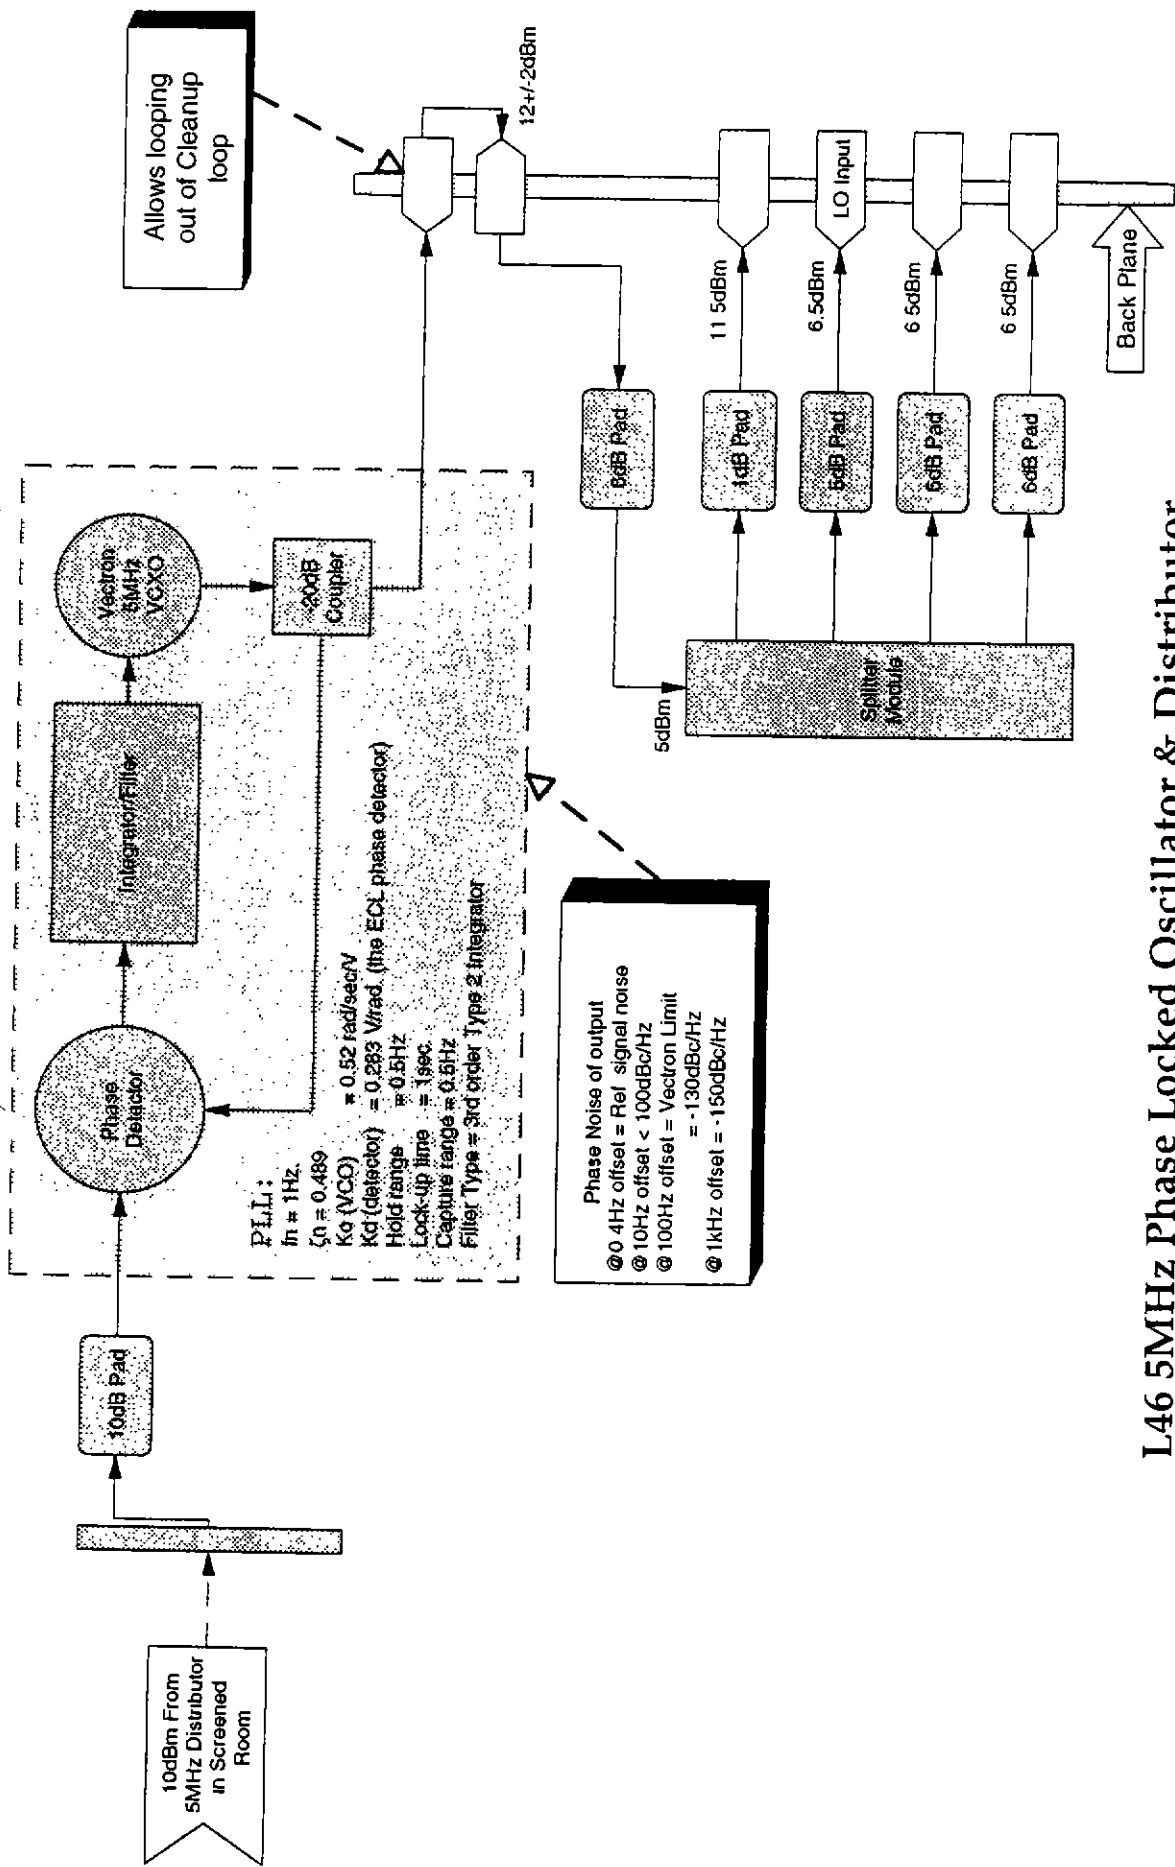 10dBm From
5MHz Distributor
in Screened
Room
10dB Pad
Phase
Detector
Integrator/Filter
Vectron
5MHz
VCXO
-20dB
Coupler
PLL:
fn = 1Hz.
ζn = 0.489
Ko (VCO) = 0.52 rad/sec/V
Kd (detector) = 0.283 V/rad. (the ECL phase detector)
Hold range = 0.5Hz
Lock-up time = 1sec
Capture range = 0.5Hz
Filter Type = 3rd order Type 2 Integrator
Allows looping
out of Cleanup
loop
12+/-2dBm
Phase Noise of output
@0 4Hz offset = Ref signal noise
@10Hz offset < 100dBc/Hz
@100Hz offset = Vectron Limit
= -130dBc/Hz
@1kHz offset = -150dBc/Hz
6dB Pad
5dBm
Splitter
Module
1dB Pad
11 5dBm
6dB Pad
6.5dBm
LO Input
6dB Pad
6 5dBm
6dB Pad
6 5dBm
Back Plane
L46 5MHz Phase Locked Oscillator & Distributor